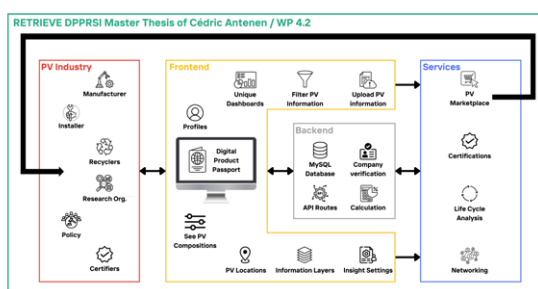 RETRIEVE DPPRSI Master Thesis of Cédric Antenen / WP 4.2
PV Industry
Manufacturer
Installer
Recyclers
Research Org.
Policy
Certifiers
Frontend
Unique
Dashboards
Filter PV
Information
Upload PV
information
Profiles
Digital
Product
Passport
See PV
Compositions
PV Locations
Information Layers
Insight Settings
Backend
MySQL
Database
Company
verification
API Routes
Calculation
Services
PV
Marketplace
Certifications
Life Cycle
Analysis
Networking